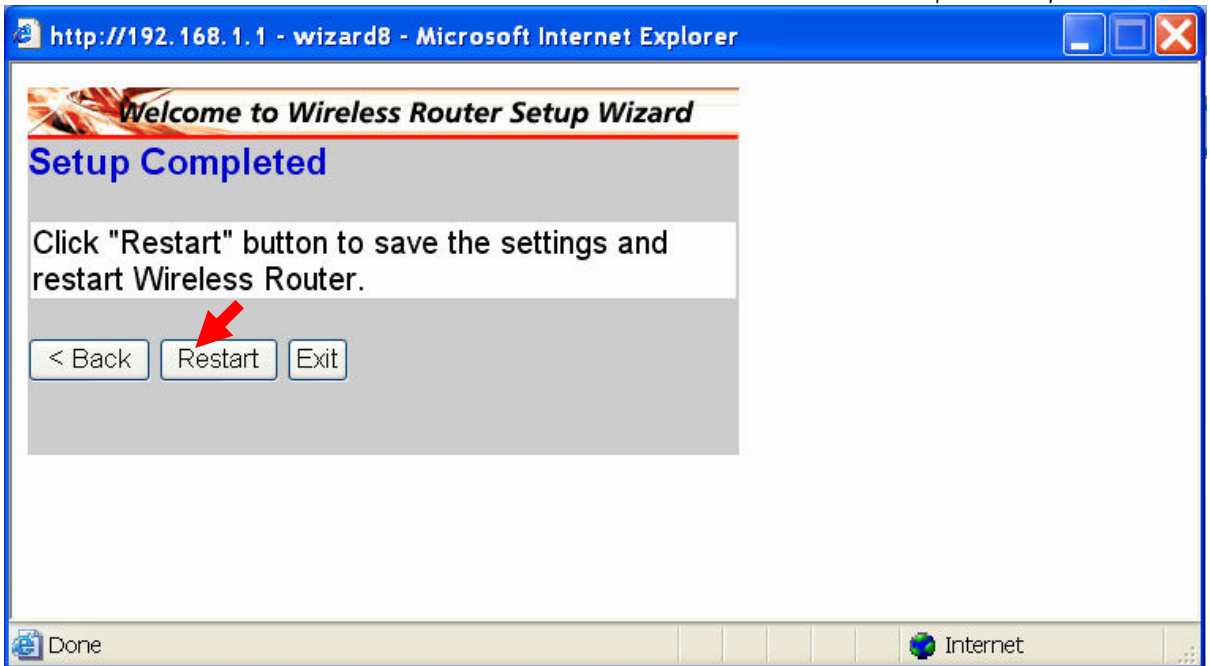 http://192.168.1.1 - wizard8 - Microsoft Internet Explorer
Welcome to Wireless Router Setup Wizard
Setup Completed
Click "Restart" button to save the settings and
restart Wireless Router.
< Back Restart Exit
Done Internet